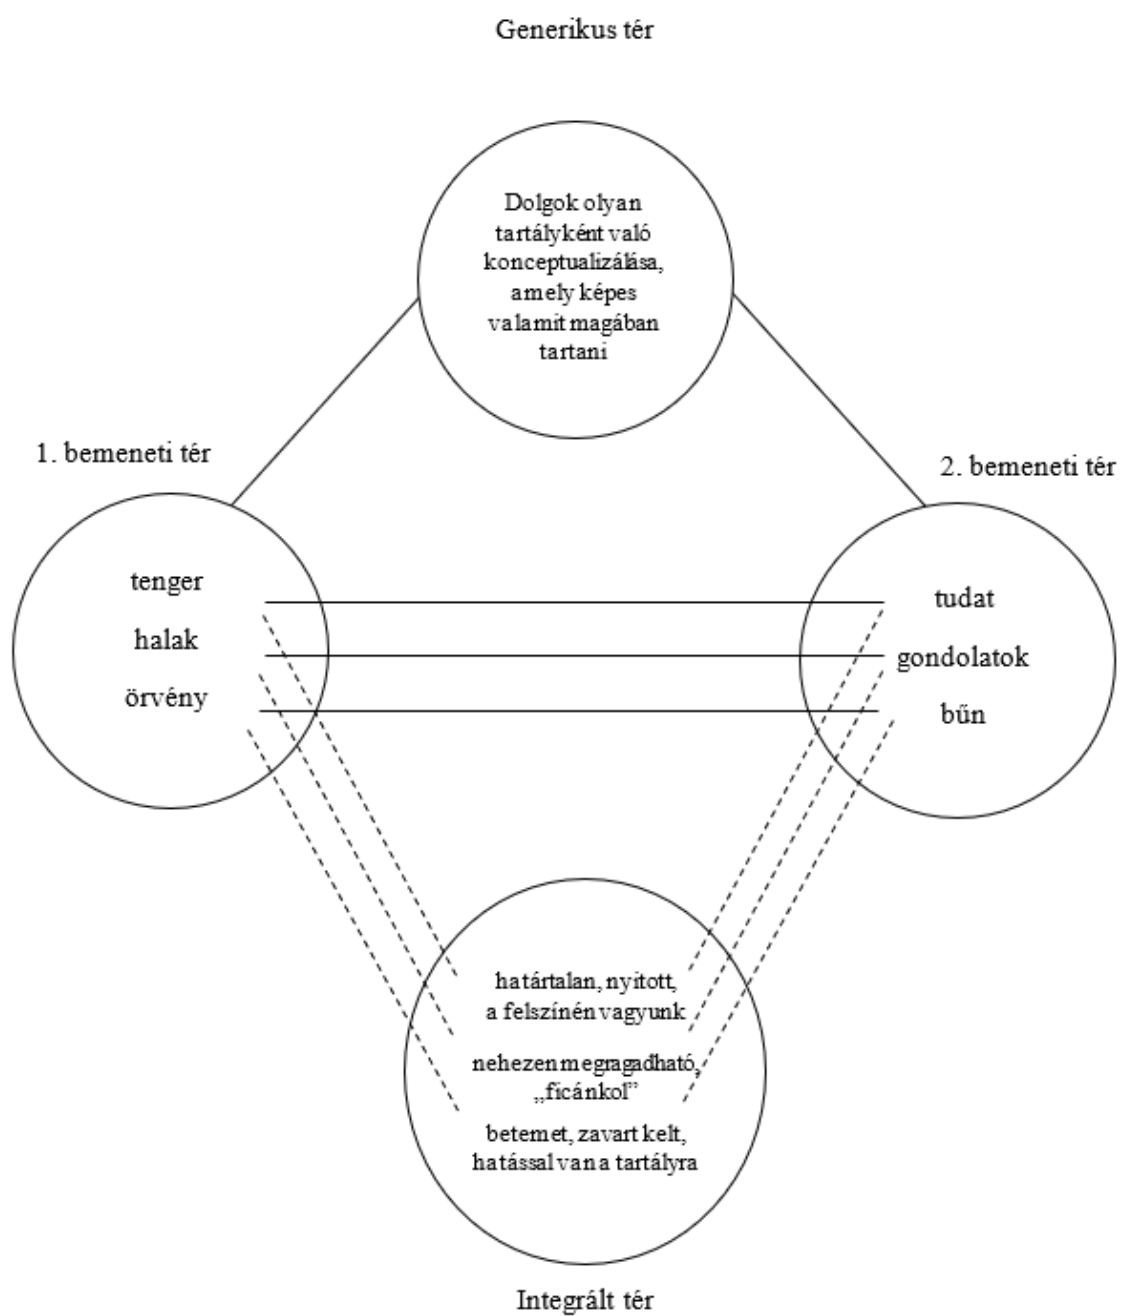 Generikus tér
Dolgok olyan
tartályként való
konceptualizálása,
amely képes
valamit magában
tartani
1. bemeneti tér
2. bemeneti tér
tenger
halak
örvény
tudat
gondolatok
bűn
határtalan, nyitott,
a felszínén vagyunk
nehezen megragadható,
„ficánkol”
betemet, zavart kelt,
hatással van a tartályra
Integrált tér